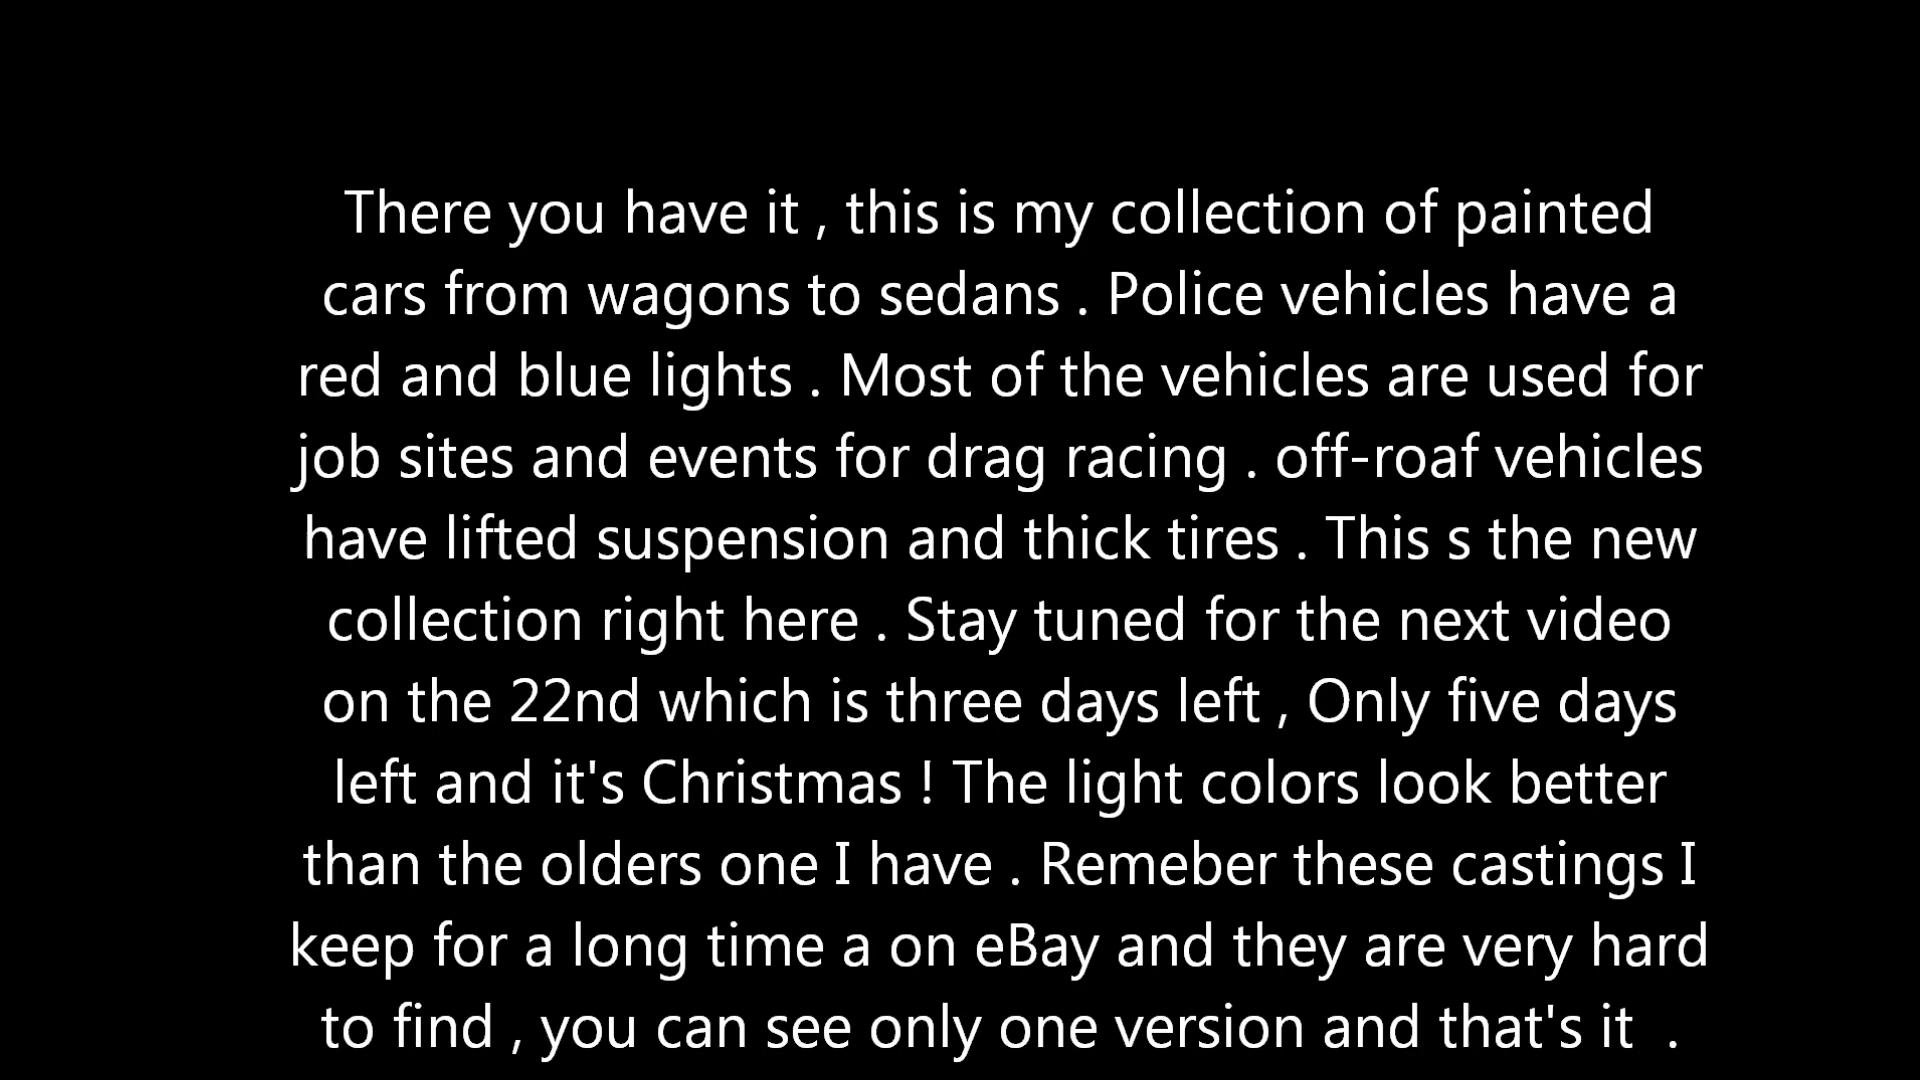 There you have it , this is my collection of painted
cars from wagons to sedans . Police vehicles have a
red and blue lights . Most of the vehicles are used for
job sites and events for drag racing . off-roaf vehicles
have lifted suspension and thick tires . This s the new
collection right here . Stay tuned for the next video
on the 22nd which is three days left , Only five days
left and it's Christmas ! The light colors look better
than the olders one I have . Remeber these castings I
keep for a long time a on eBay and they are very hard
to find , you can see only one version and that's it  .